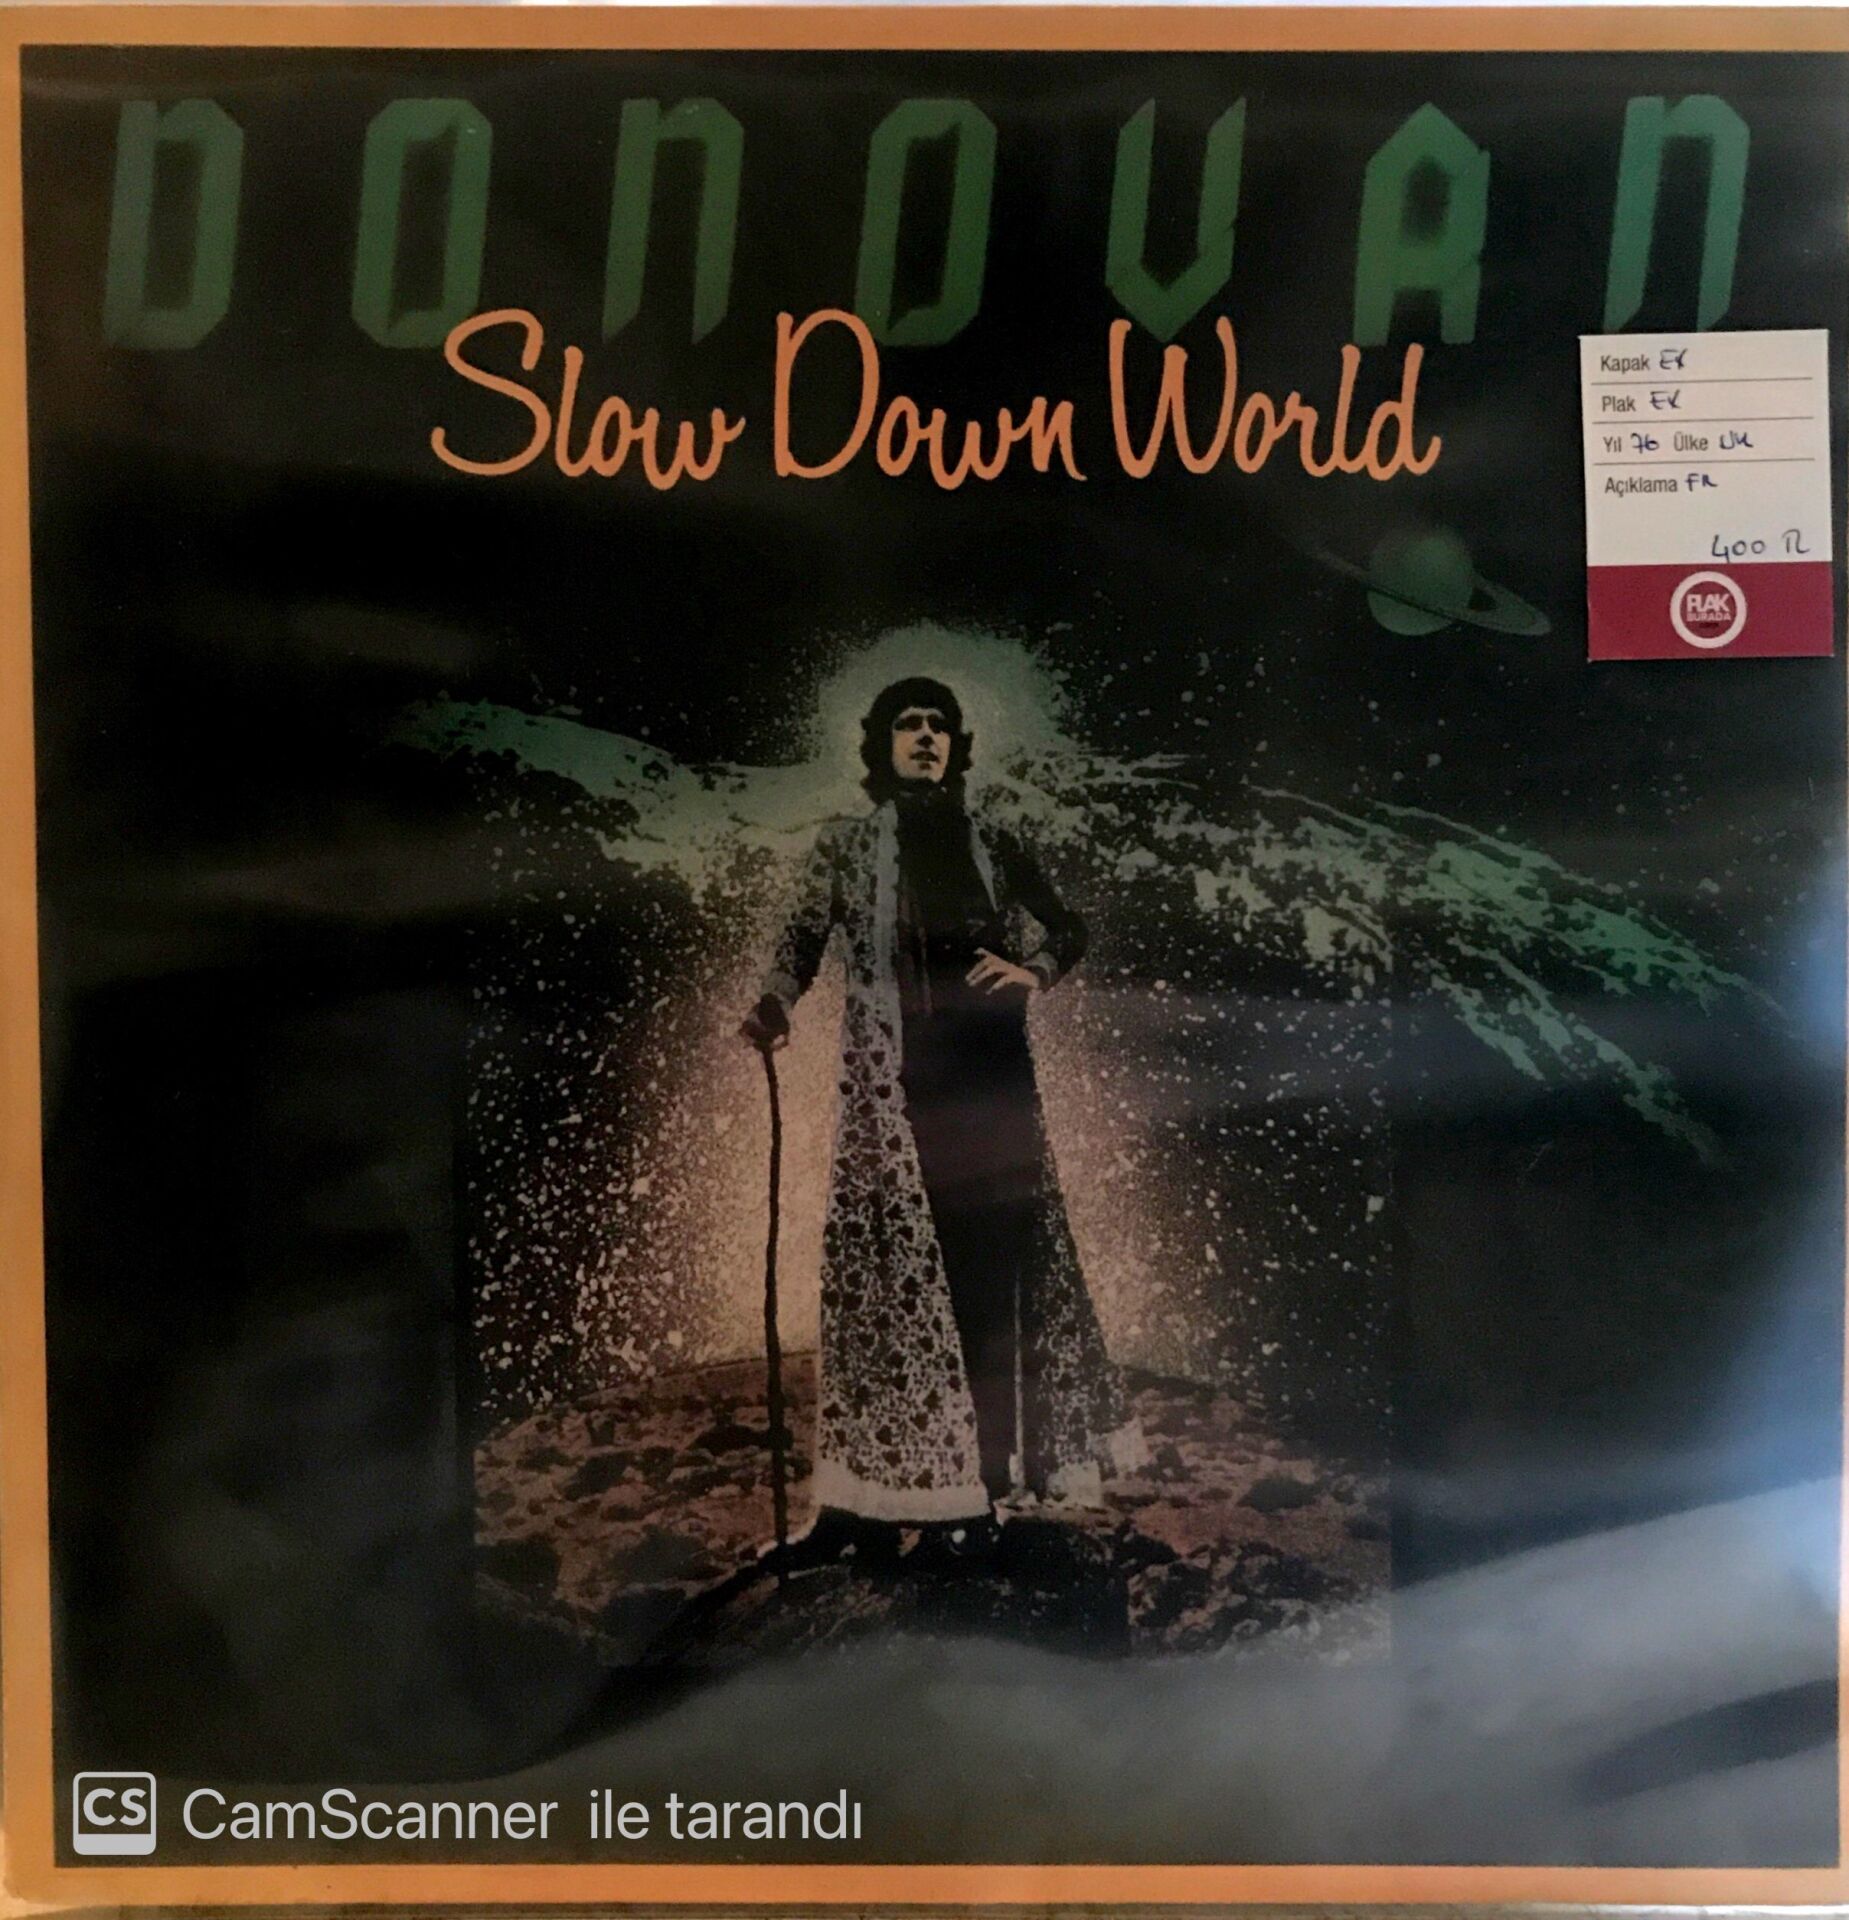 DONOVAN
Slow Down World
Kapak EX
Plak EX
Yıl 76 Ülke UK
Açıklama FR
400 TL
PLAK
BURADA
CS CamScanner ile tarandı